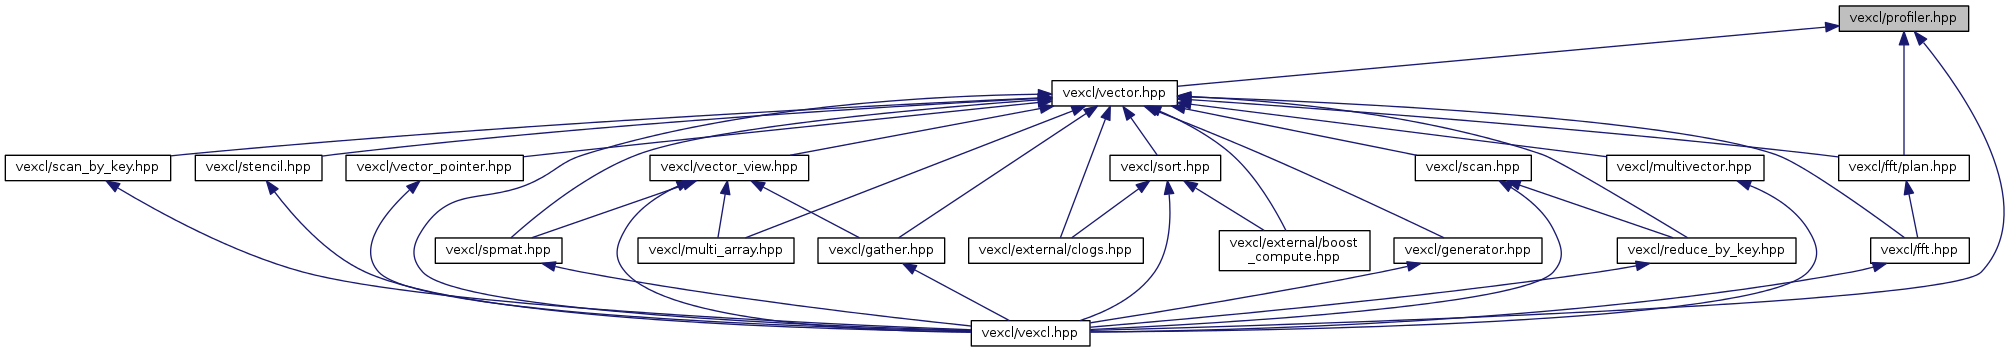 vexcl/profiler.hpp
vexcl/vector.hpp
vexcl/scan_by_key.hpp
vexcl/stencil.hpp
vexcl/vector_pointer.hpp
vexcl/vector_view.hpp
vexcl/sort.hpp
vexcl/scan.hpp
vexcl/multivector.hpp
vexcl/fft/plan.hpp
vexcl/spmat.hpp
vexcl/multi_array.hpp
vexcl/gather.hpp
vexcl/external/clogs.hpp
vexcl/external/boost
_compute.hpp
vexcl/generator.hpp
vexcl/reduce_by_key.hpp
vexcl/fft.hpp
vexcl/vexcl.hpp